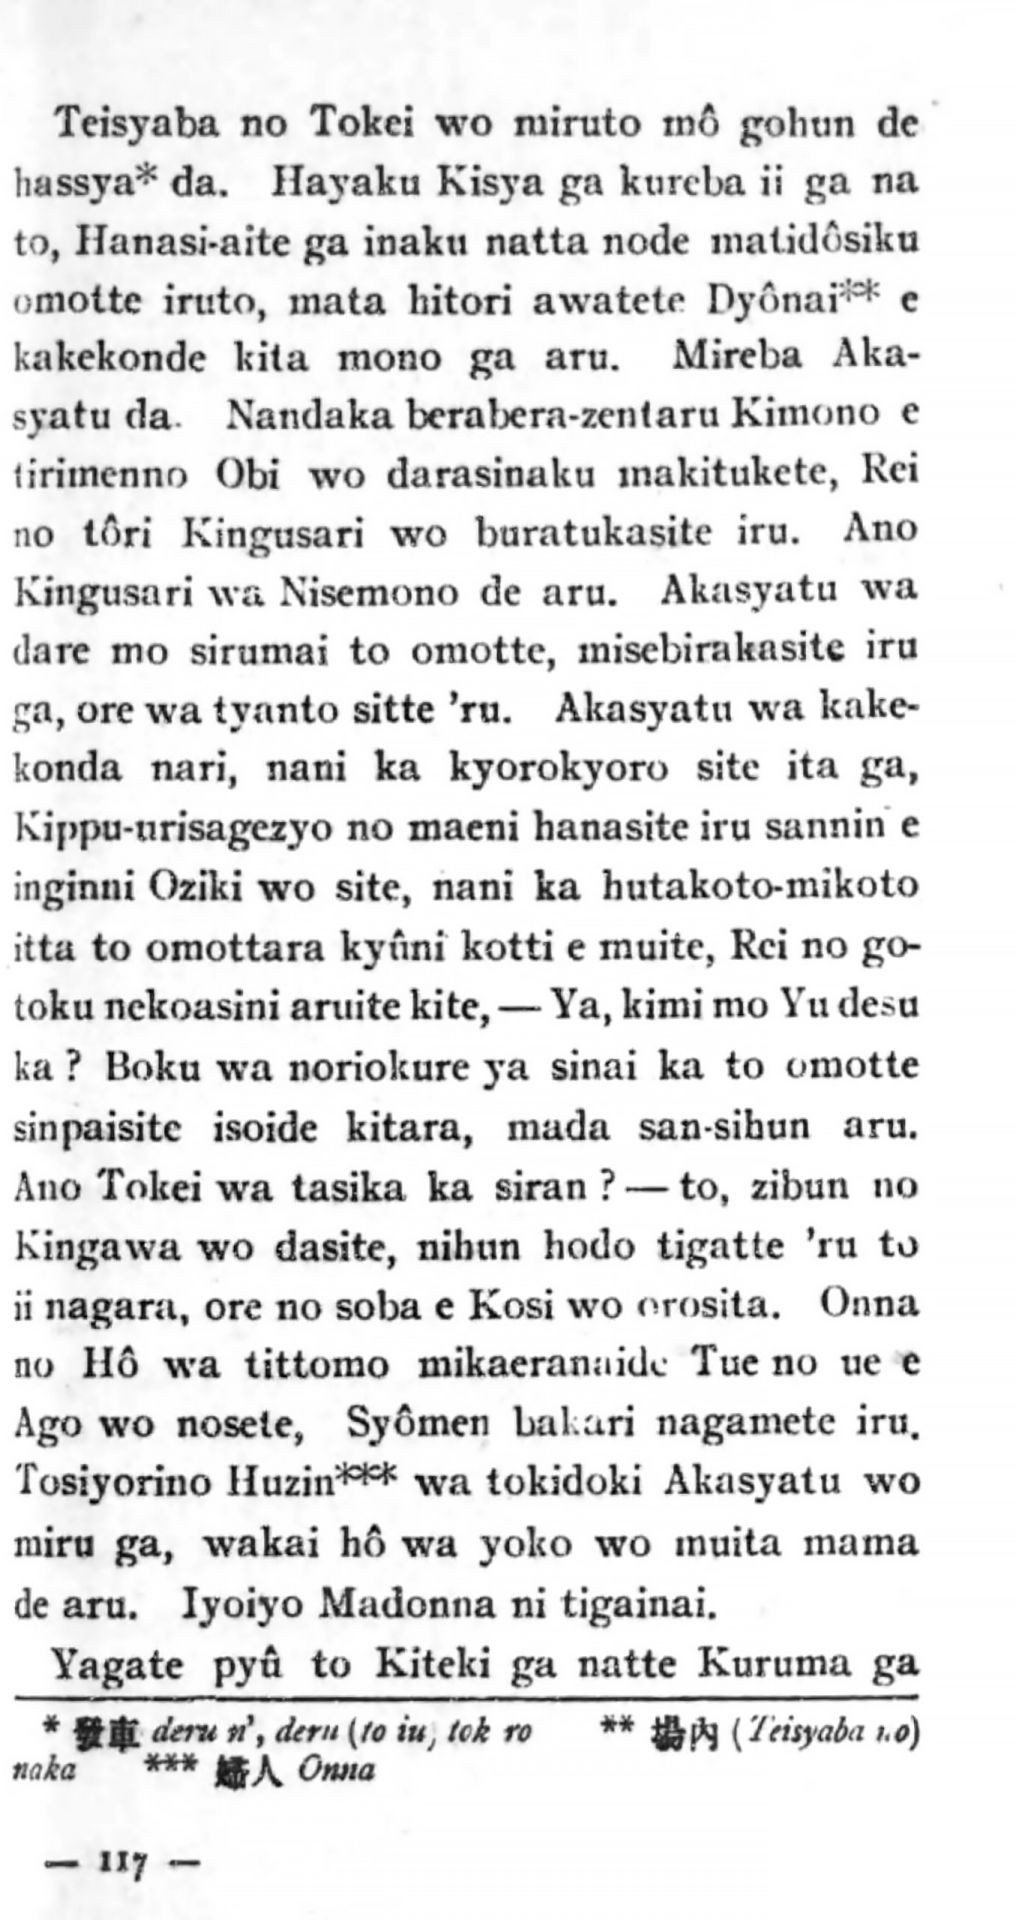 Teisyaba no Tokei wo miruto mô gohun de
hassya* da. Hayaku Kisya ga kureba ii ga na
to, Hanasi-aite ga inaku natta node matidôsiku
omotte iruto, mata hitori awatete Dyônai** e
kakekonde kita mono ga aru. Mireba Aka-
syatu da. Nandaka berabera-zentaru Kimono e
tirimenno Obi wo darasinaku makitukete, Rei
no tôri Kingusari wo buratukasite iru. Ano
Kingusari wa Nisemono de aru. Akasyatu wa
dare mo sirumai to omotte, misebirakasite iru
ga, ore wa tyanto sitte 'ru. Akasyatu wa kake-
konda nari, nani ka kyorokyoro site ita ga,
Kippu-urisagezyo no maeni hanasite iru sannin e
inginni Oziki wo site, nani ka hutakoto-mikoto
itta to omottara kyûni kotti e muite, Rei no go-
toku nekoasini aruite kite, — Ya, kimi mo Yu desu
ka ? Boku wa noriokure ya sinai ka to omotte
sinpaisite isoide kitara, mada san-sihun aru.
Ano Tokei wa tasika ka siran ? — to, zibun no
Kingawa wo dasite, nihun hodo tigatte 'ru to
ii nagara, ore no soba e Kosi wo orosita. Onna
no Hô wa tittomo mikaeranaide Tue no ue e
Ago wo nosete, Syômen bakari nagamete iru.
Tosiyorino Huzin*** wa tokidoki Akasyatu wo
miru ga, wakai hô wa yoko wo muita mama
de aru. Iyoiyo Madonna ni tigainai.
Yagate pyû to Kiteki ga natte Kuruma ga
* 發車 deru n', deru (to iu) tok ro ** 場內 (Teisyaba no)
naka *** 婦人 Onna
— 117 —